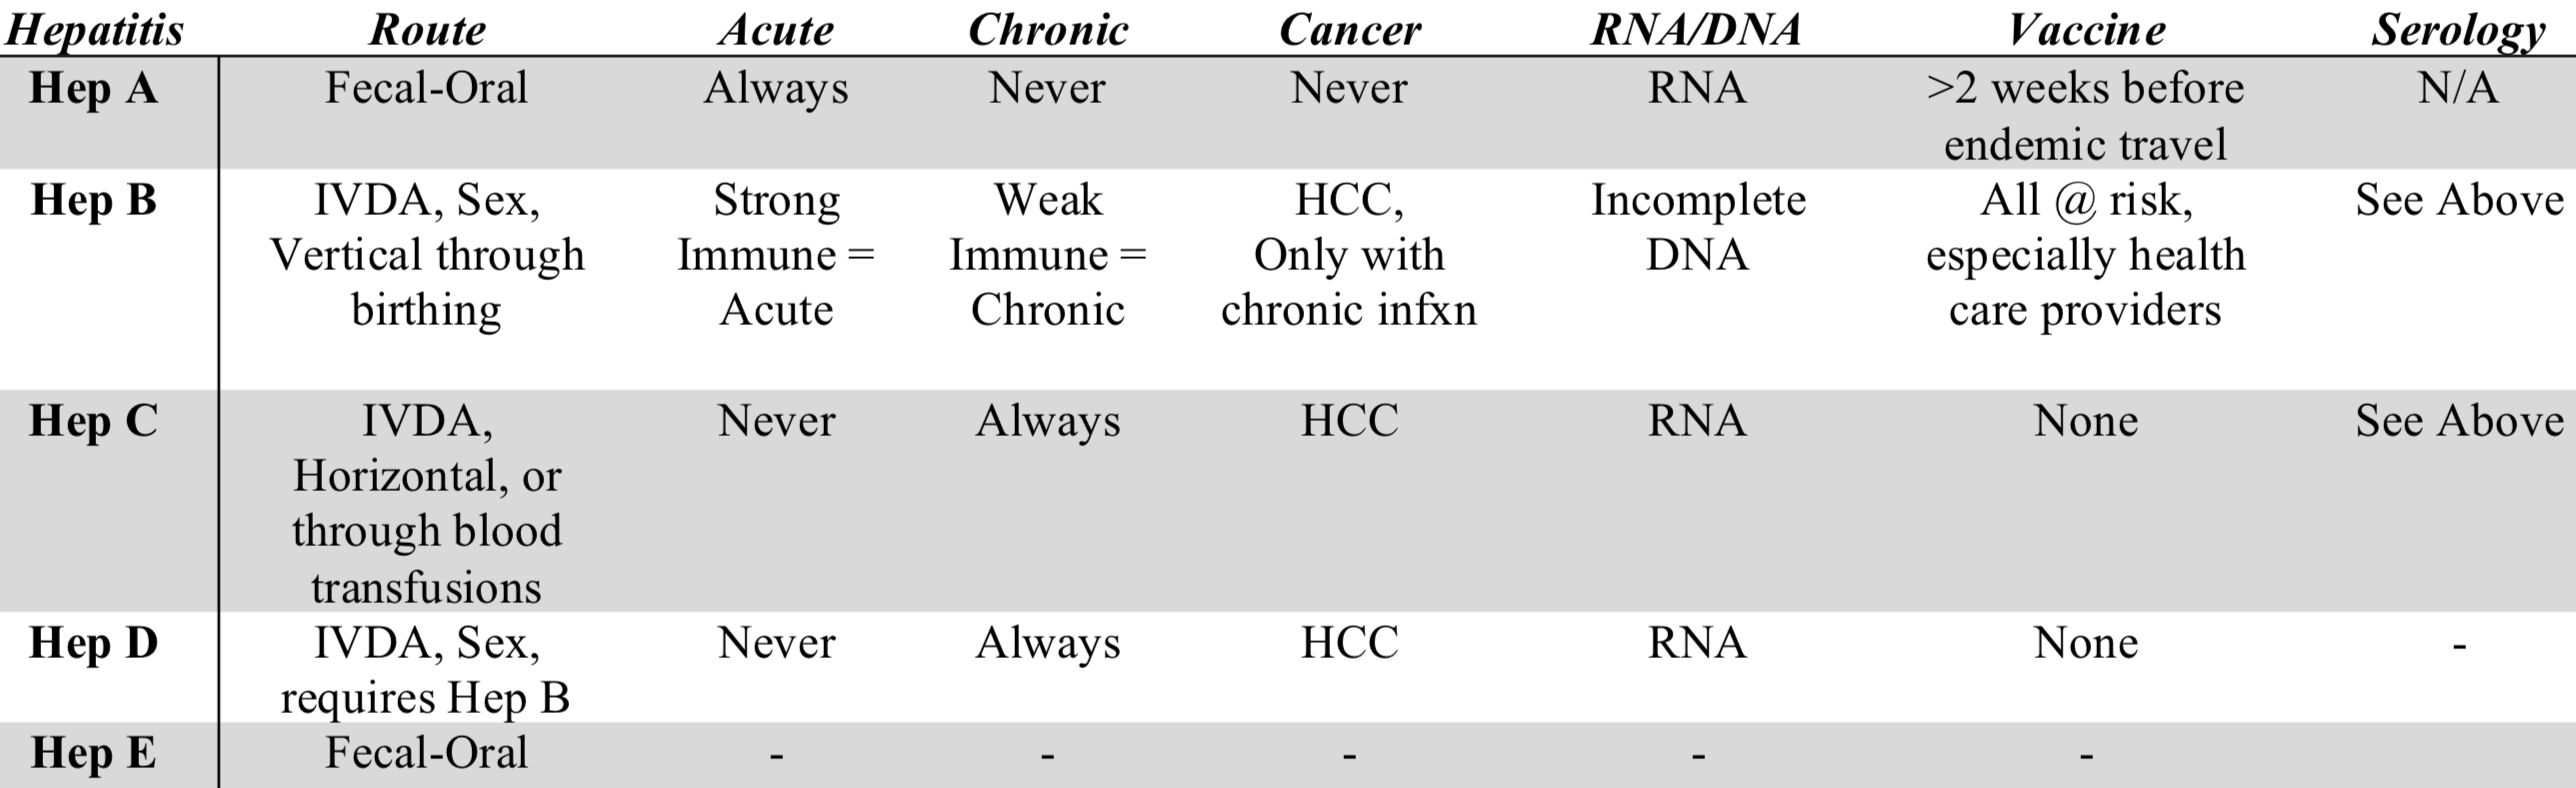 Hepatitis Route Acute Chronic Cancer RNA/DNA Vaccine Serology
Hep A Fecal-Oral Always Never Never RNA >2 weeks before N/A
endemic travel
Hep B IVDA, Sex, Strong Weak HCC, Incomplete All @ risk, See Above
Vertical through Immune = Immune = Only with DNA especially health
birthing Acute Chronic chronic infxn care providers
Hep C IVDA, Never Always HCC RNA None See Above
Horizontal, or
through blood
transfusions
Hep D IVDA, Sex, Never Always HCC RNA None -
requires Hep B
Hep E Fecal-Oral - - - - -